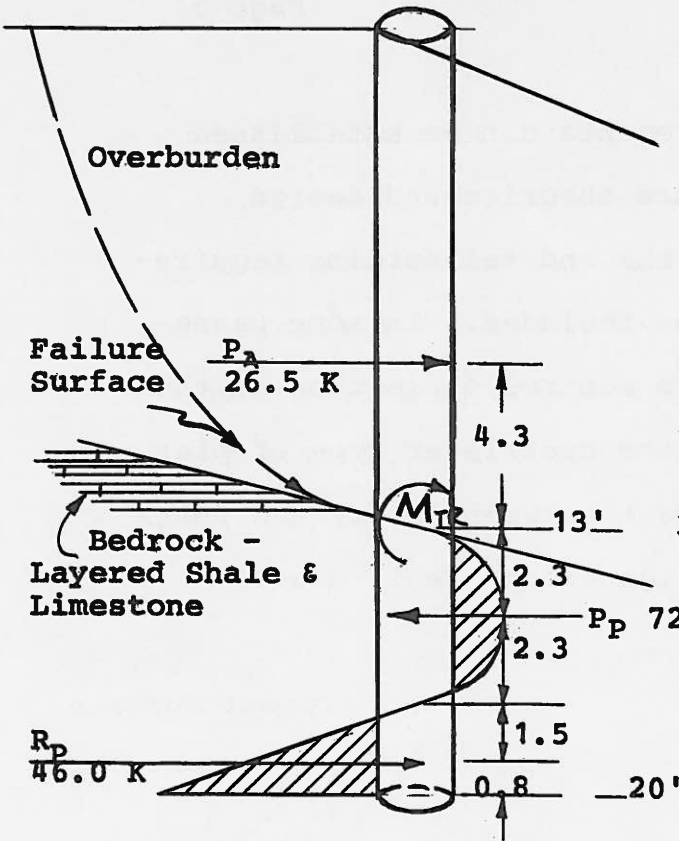 Overburden
Failure
Surface
P_A
26.5 K
4.3
M_TR
13'
Bedrock -
Layered Shale &
Limestone
2.3
P_P 72
2.3
1.5
R_P
46.0 K
0.8
20'